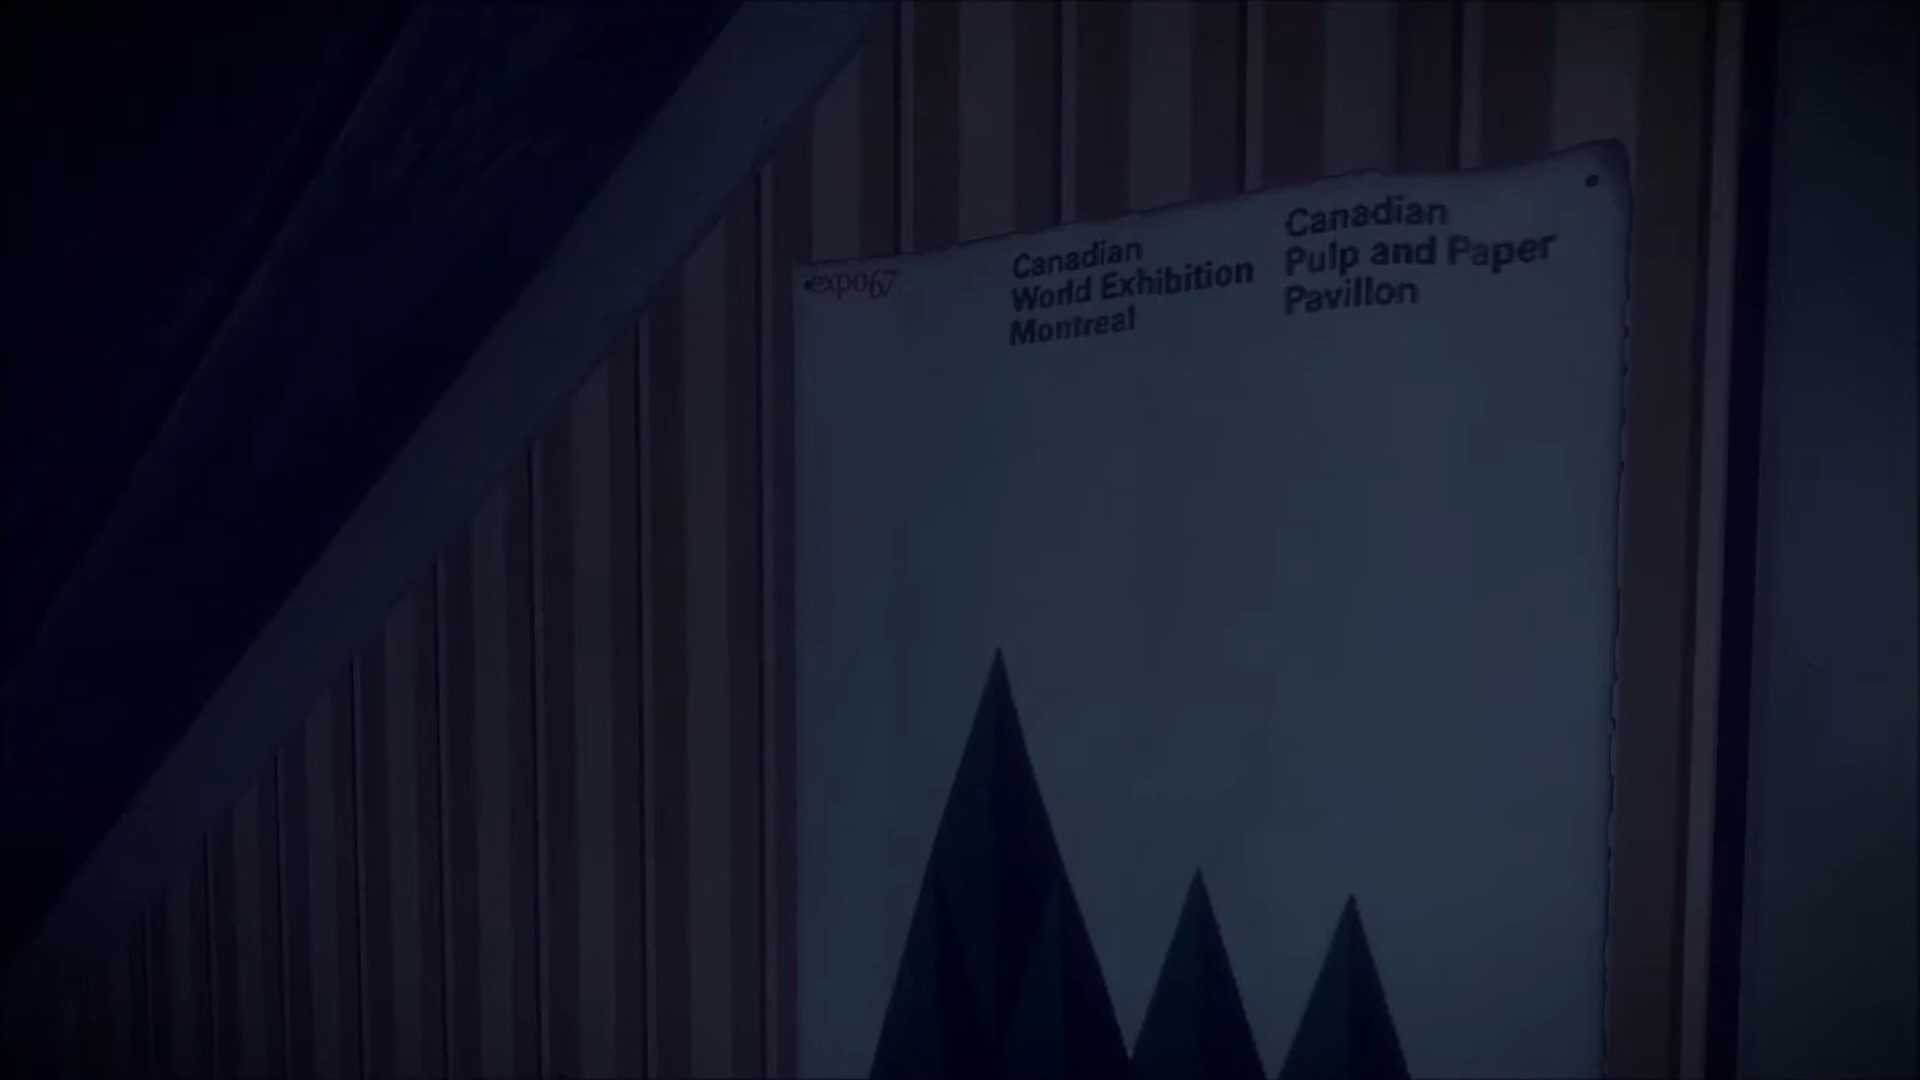 expo67
Canadian
World Exhibition
Montreal
Canadian
Pulp and Paper
Pavillon